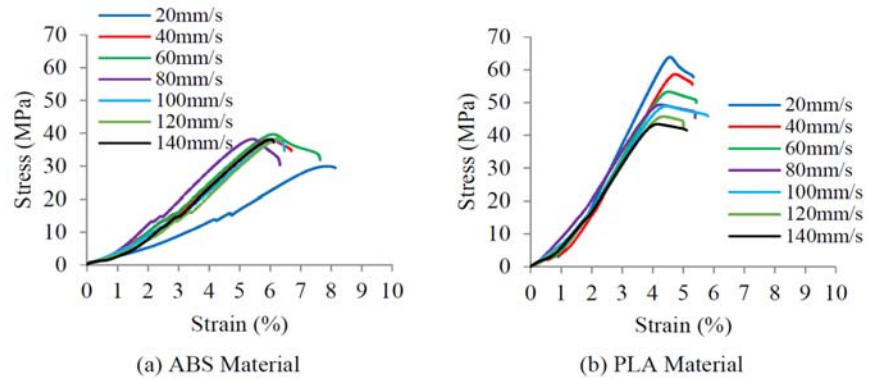 20mm/s
40mm/s
60mm/s
80mm/s
100mm/s
120mm/s
140mm/s
70
60
50
40
30
20
10
0
Stress (MPa)
0 1 2 3 4 5 6 7 8 9 10
Strain (%)
(a) ABS Material
70
60
50
40
30
20
10
0
Stress (MPa)
20mm/s
40mm/s
60mm/s
80mm/s
100mm/s
120mm/s
140mm/s
0 1 2 3 4 5 6 7 8 9 10
Strain (%)
(b) PLA Material